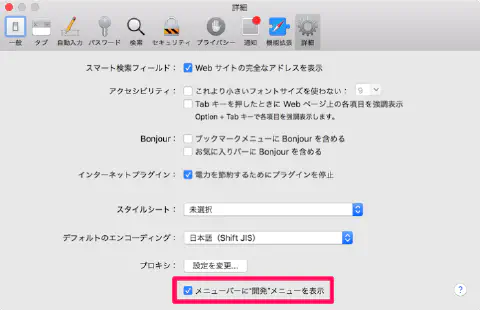 詳細
一般 タブ 自動入力 パスワード 検索 セキュリティ プライバシー 通知 機能拡張 詳細
スマート検索フィールド： Web サイトの完全なアドレスを表示
アクセシビリティ： これより小さいフォントサイズを使わない： 9
Tab キーを押したときに Web ページ上の各項目を強調表示
Option + Tab キーで各項目を強調表示します。
Bonjour： ブックマークメニューに Bonjour を含める
お気に入りバーに Bonjour を含める
インターネットプラグイン： 電力を節約するためにプラグインを停止
スタイルシート： 未選択
デフォルトのエンコーディング： 日本語（Shift JIS）
プロキシ： 設定を変更...
メニューバーに“開発”メニューを表示
?